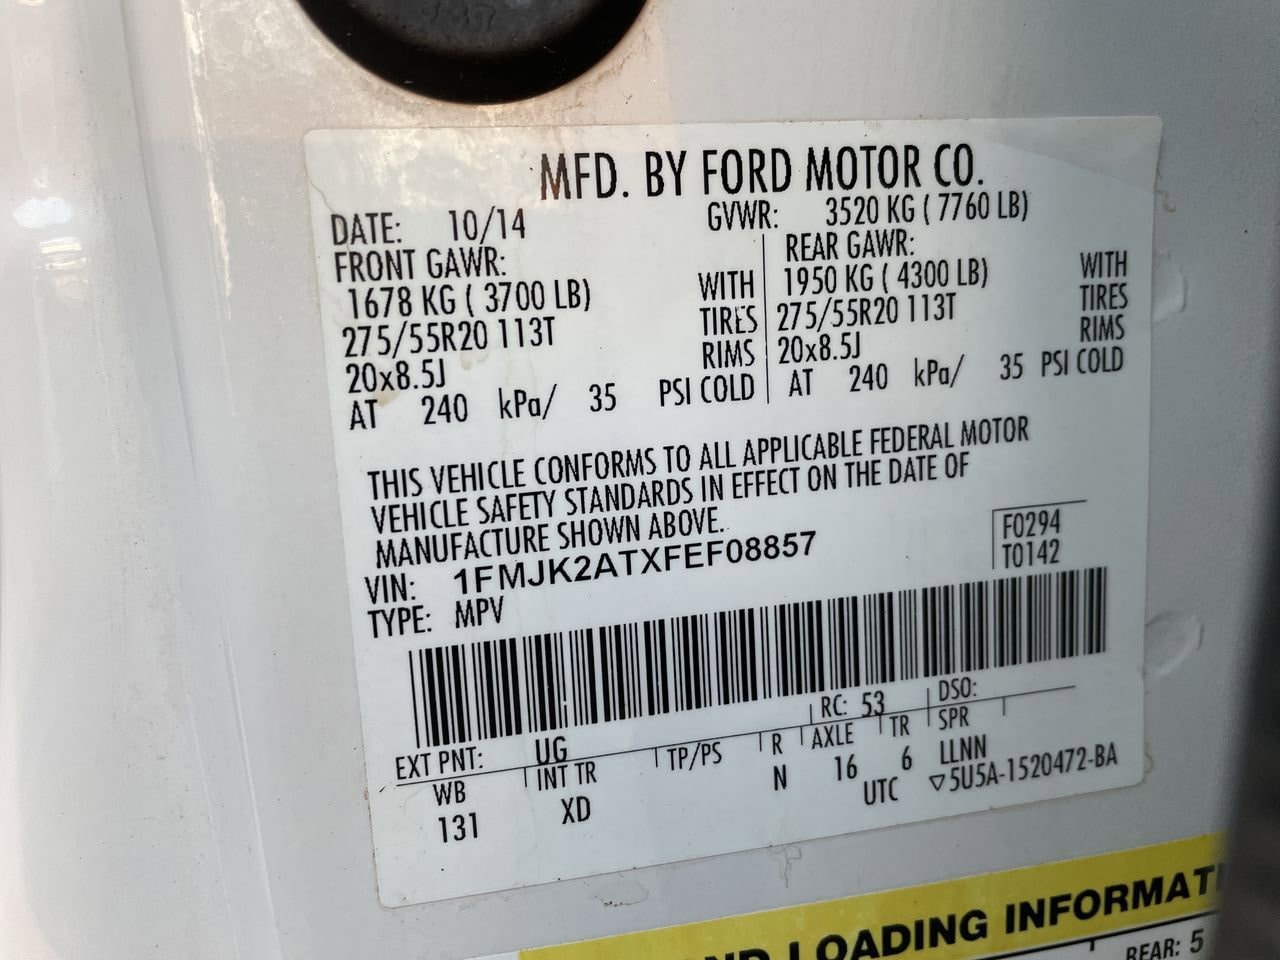 MFD. BY FORD MOTOR CO.
DATE: 10/14 GVWR: 3520 KG ( 7760 LB)
FRONT GAWR: REAR GAWR:
1678 KG ( 3700 LB) WITH 1950 KG ( 4300 LB) WITH
275/55R20 113T TIRES 275/55R20 113T TIRES
20x8.5J RIMS 20x8.5J RIMS
AT 240 kPa/ 35 PSI COLD AT 240 kPa/ 35 PSI COLD
THIS VEHICLE CONFORMS TO ALL APPLICABLE FEDERAL MOTOR
VEHICLE SAFETY STANDARDS IN EFFECT ON THE DATE OF
MANUFACTURE SHOWN ABOVE.
VIN: 1FMJK2ATXFEF08857 F0294
TYPE: MPV T0142
EXT PNT: UG RC: 53 DSO:
WB INT TR TP/PS R AXLE TR SPR
131 XD N 16 6 LLNN
UTC ▽5U5A-1520472-BA
LOADING INFORMATI
REAR: 5